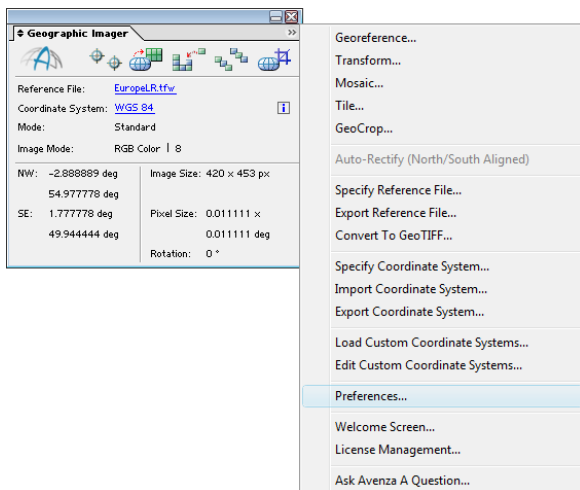 Geographic Imager
Reference File: EuropeLR.tfw
Coordinate System: WGS 84
Mode: Standard
Image Mode: RGB Color | 8
NW: -2.888889 deg
54.977778 deg
SE: 1.777778 deg
49.944444 deg
Image Size: 420 x 453 px
Pixel Size: 0.011111 x
0.011111 deg
Rotation: 0 °
Georeference...
Transform...
Mosaic...
Tile...
GeoCrop...
Auto-Rectify (North/South Aligned)
Specify Reference File...
Export Reference File...
Convert To GeoTIFF...
Specify Coordinate System...
Import Coordinate System...
Export Coordinate System...
Load Custom Coordinate Systems...
Edit Custom Coordinate Systems...
Preferences...
Welcome Screen...
License Management...
Ask Avenza A Question...